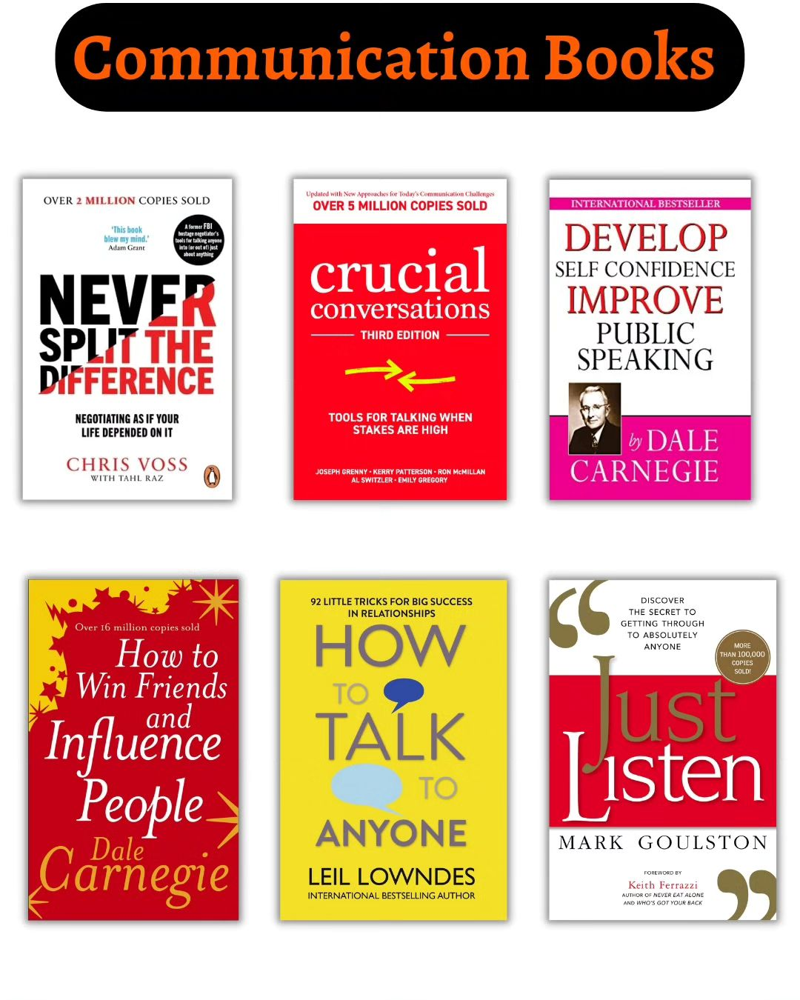 Communication Books
OVER 2 MILLION COPIES SOLD
'This book
blew my mind.'
Adam Grant
A former FBI
hostage negotiator's
tools for talking anyone
into (or out of) just
about anything
NEVER
SPLIT THE
DIFFERENCE
NEGOTIATING AS IF YOUR
LIFE DEPENDED ON IT
CHRIS VOSS
WITH TAHL RAZ
Updated with New Approaches for Today's Communication Challenges
OVER 5 MILLION COPIES SOLD
crucial
conversations
THIRD EDITION
TOOLS FOR TALKING WHEN
STAKES ARE HIGH
JOSEPH GRENNY • KERRY PATTERSON • RON McMILLAN
AL SWITZLER • EMILY GREGORY
INTERNATIONAL BESTSELLER
DEVELOP
SELF CONFIDENCE
IMPROVE
PUBLIC
SPEAKING
by DALE
CARNEGIE
Over 16 million copies sold
How to
Win Friends
and
Influence
People
Dale
Carnegie
92 LITTLE TRICKS FOR BIG SUCCESS
IN RELATIONSHIPS
HOW
TO
TALK
TO
ANYONE
LEIL LOWNDES
INTERNATIONAL BESTSELLING AUTHOR
DISCOVER
THE SECRET TO
GETTING THROUGH
TO ABSOLUTELY
ANYONE
MORE
THAN 100,000
COPIES
SOLD!
Just
Listen
MARK GOULSTON
FOREWORD BY
Keith Ferrazzi
AUTHOR OF NEVER EAT ALONE
AND WHO'S GOT YOUR BACK